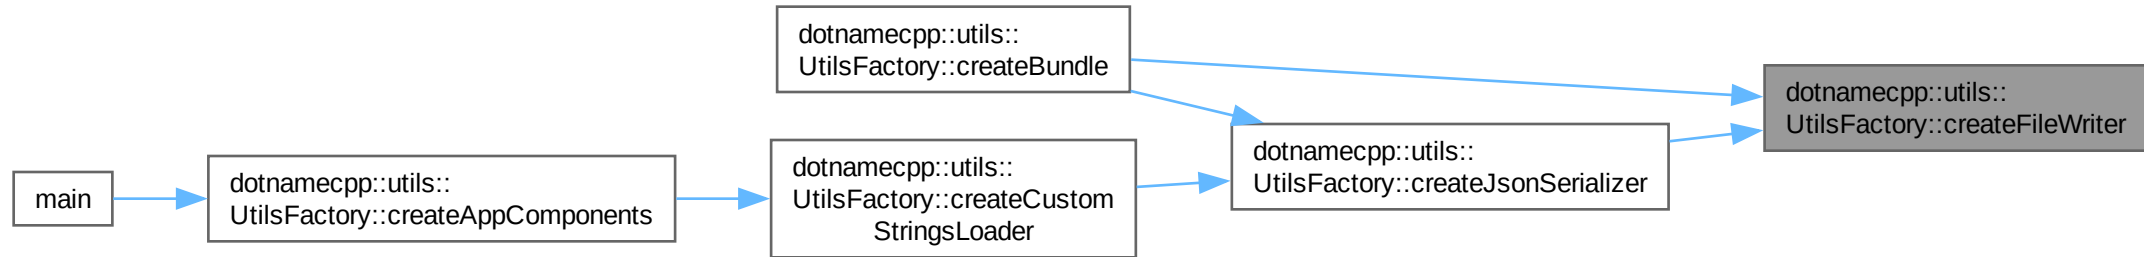 main
dotnamecpp::utils::
UtilsFactory::createAppComponents
dotnamecpp::utils::
UtilsFactory::createBundle
dotnamecpp::utils::
UtilsFactory::createCustom
StringsLoader
dotnamecpp::utils::
UtilsFactory::createJsonSerializer
dotnamecpp::utils::
UtilsFactory::createFileWriter